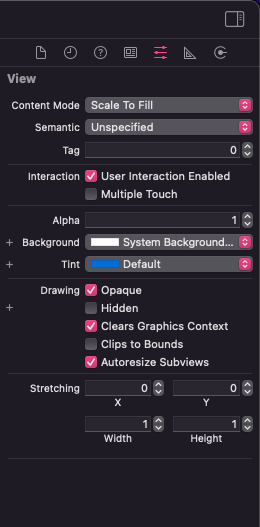 View
Content Mode Scale To Fill
Semantic Unspecified
Tag 0
Interaction User Interaction Enabled
Multiple Touch
Alpha 1
+ Background System Background...
+ Tint Default
Drawing Opaque
+ Hidden
Clears Graphics Context
Clips to Bounds
Autoresize Subviews
Stretching 0 0
X Y
1 1
Width Height